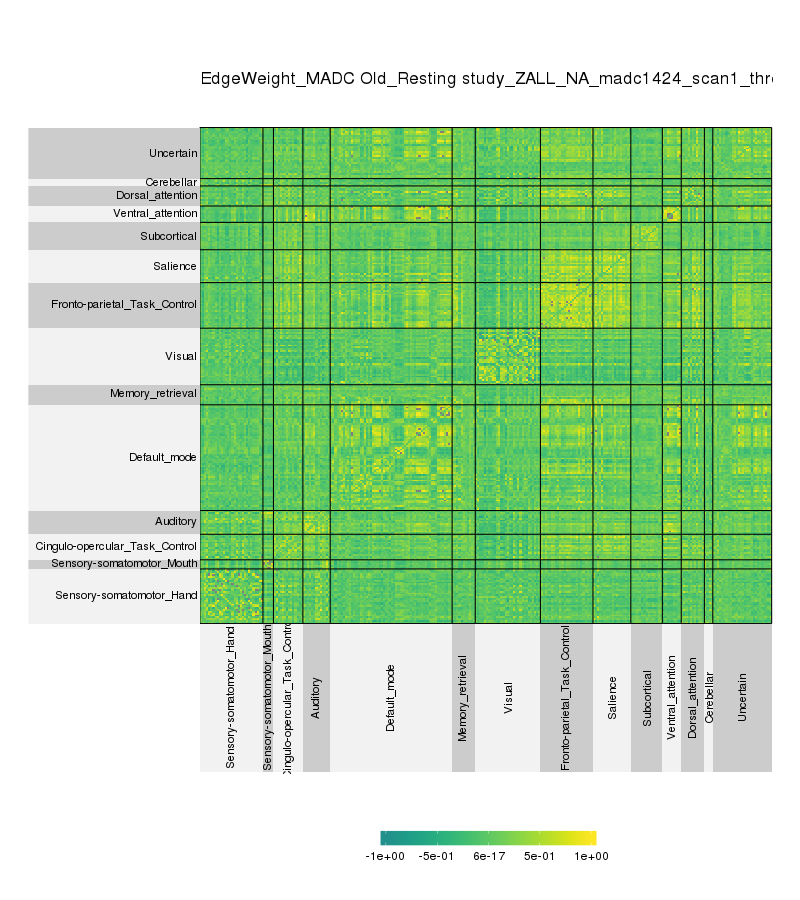 EdgeWeight_MADC Old_Resting study_ZALL_NA_madc1424_scan1_thr
Uncertain
Cerebellar
Dorsal_attention
Ventral_attention
Subcortical
Salience
Fronto-parietal_Task_Control
Visual
Memory_retrieval
Default_mode
Auditory
Cingulo-opercular_Task_Control
Sensory-somatomotor_Mouth
Sensory-somatomotor_Hand
Sensory-somatomotor_Hand
Sensory-somatomotor_Mouth
Cingulo-opercular_Task_Control
Auditory
Default_mode
Memory_retrieval
Visual
Fronto-parietal_Task_Control
Salience
Subcortical
Ventral_attention
Dorsal_attention
Cerebellar
Uncertain
-1e+00 -5e-01 6e-17 5e-01 1e+00